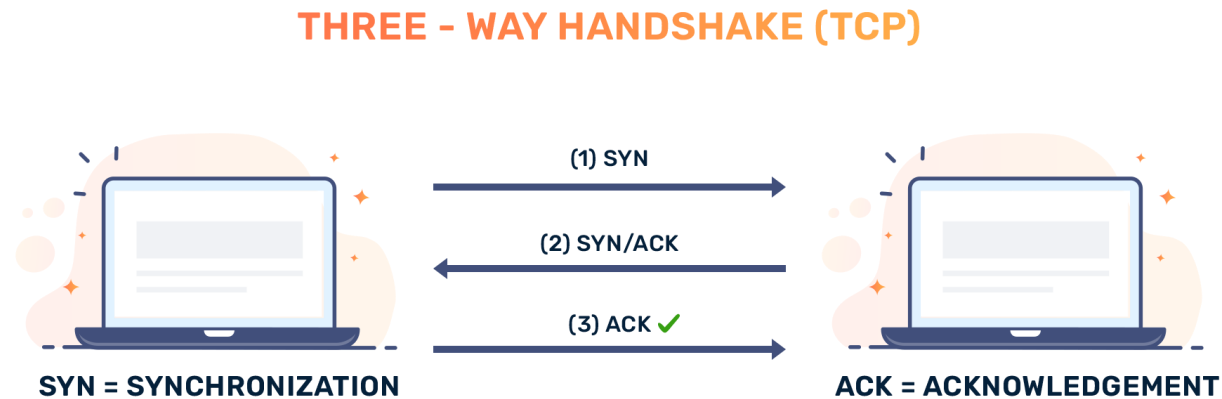 THREE - WAY HANDSHAKE (TCP)
(1) SYN
(2) SYN/ACK
(3) ACK
SYN = SYNCHRONIZATION
ACK = ACKNOWLEDGEMENT